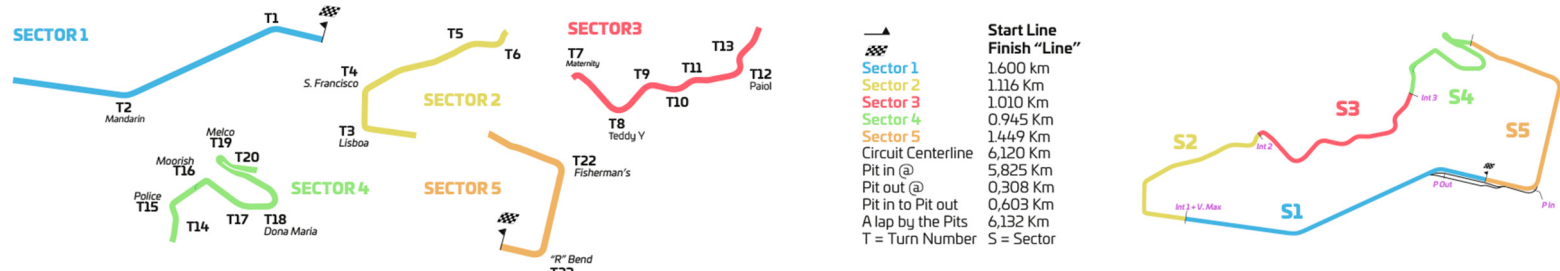 SECTOR 1
T1
T2
Mandarin
T5
T6
T4
S. Francisco
SECTOR 2
T3
Lisboa
SECTOR3
T7
Maternity
T9
T11
T13
T12
Paiol
T10
T8
Teddy Y
Melco
T19
T20
Moorish
T16
SECTOR 4
Police
T15
T14
T17
T18
Dona Maria
SECTOR 5
T22
Fisherman's
"R" Bend
Start Line
Finish “Line”
Sector 1 1.600 km
Sector 2 1.116 Km
Sector 3 1.010 Km
Sector 4 0.945 Km
Sector 5 1.449 Km
Circuit Centerline 6,120 Km
Pit in @ 5,825 Km
Pit out @ 0,308 Km
Pit in to Pit out 0,603 Km
A lap by the Pits 6,132 Km
T = Turn Number S = Sector
S4
Int 3
S3
S5
S2
Int 2
P Out
P In
Int 1 + V. Max
S1